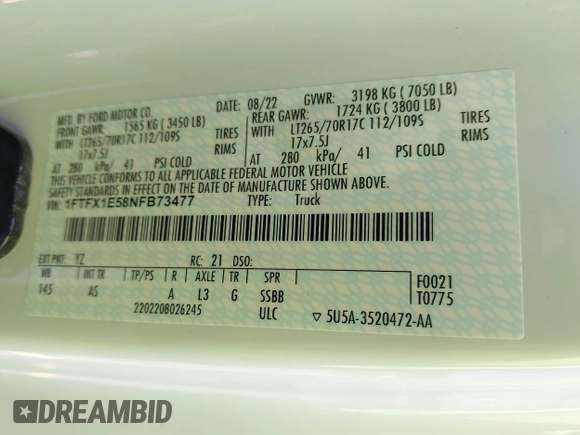 MFD. BY FORD MOTOR CO.
DATE: 08/22 GVWR: 3198 KG (7050 LB)
FRONT GAWR: 1565 KG (3450 LB)
REAR GAWR: 1724 KG (3800 LB)
WITH LT265/70R17C 112/109S TIRES
WITH LT265/70R17C 112/109S TIRES
17x7.5J RIMS
17x7.5J RIMS
AT 280 kPa/ 41 PSI COLD
AT 280 kPa/ 41 PSI COLD
THIS VEHICLE CONFORMS TO ALL APPLICABLE FEDERAL MOTOR VEHICLE
SAFETY STANDARDS IN EFFECT ON THE DATE OF MANUFACTURE SHOWN ABOVE.
VIN: 1FTFX1E58NFB73477 TYPE: Truck
EXT PNT: YZ RC: 21 DSO:
WB INT TR TP/PS R AXLE TR SPR F0021
145 AS A L3 G SSBB T0775
2202208026245 ULC ▽ 5U5A-3520472-AA
DREAMBID